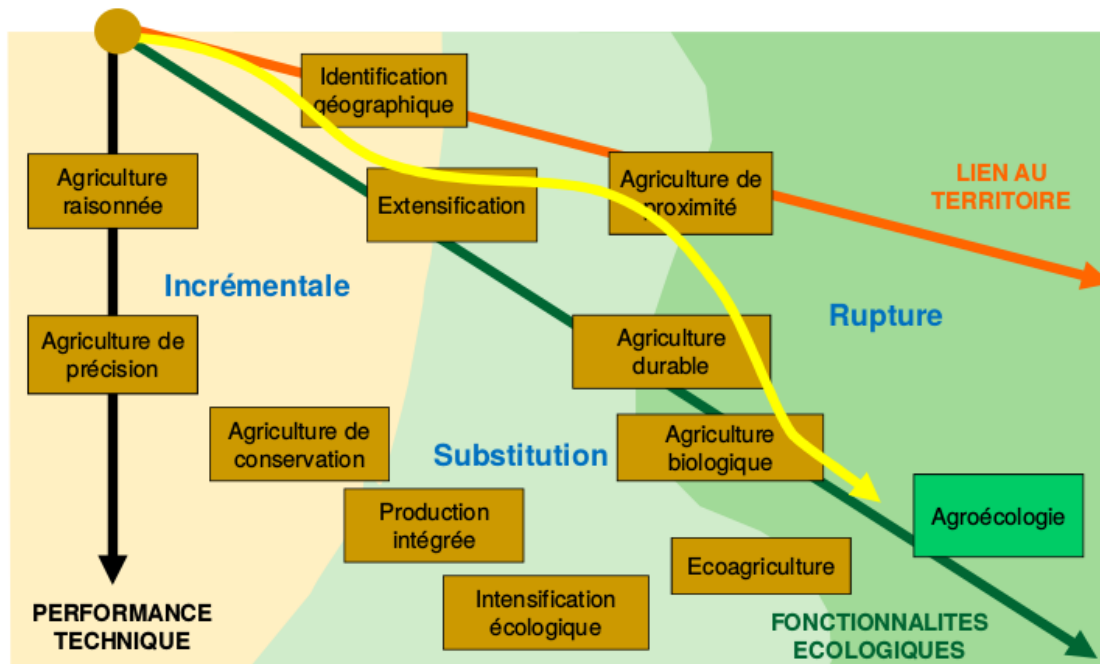 Identification
géographique
Agriculture
raisonnée
Extensification
Agriculture de
proximité
LIEN AU
TERRITOIRE
Incrémentale
Rupture
Agriculture de
précision
Agriculture
durable
Agriculture de
conservation
Substitution
Agriculture
biologique
Production
intégrée
Agroécologie
Ecoagriculture
Intensification
écologique
PERFORMANCE
TECHNIQUE
FONCTIONNALITES
ECOLOGIQUES